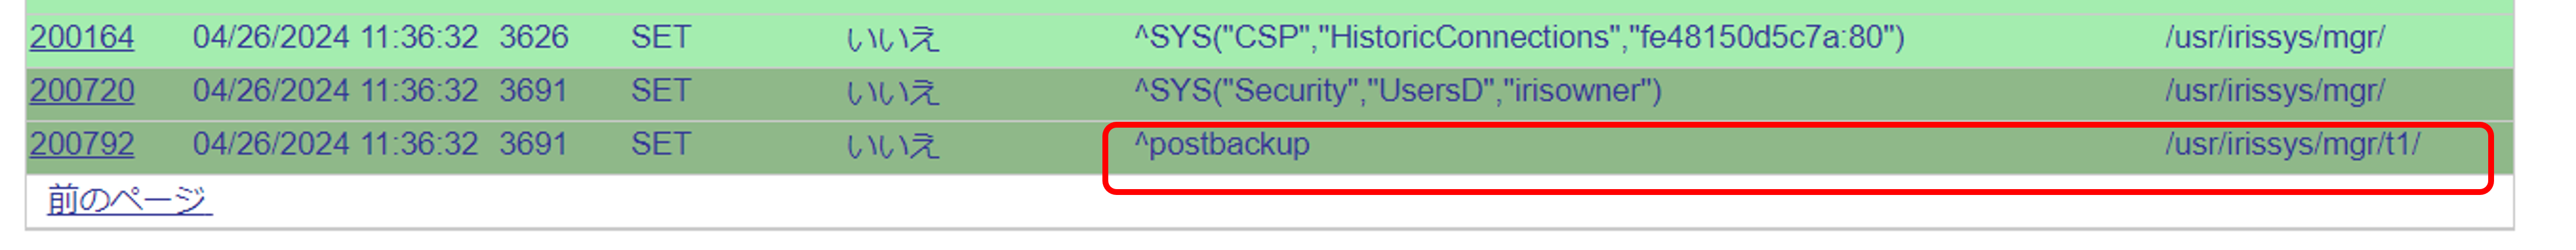 200164 04/26/2024 11:36:32 3626 SET いいえ ^SYS("CSP","HistoricConnections","fe48150d5c7a:80") /usr/irissys/mgr/
200720 04/26/2024 11:36:32 3691 SET いいえ ^SYS("Security","UsersD","irisowner") /usr/irissys/mgr/
200792 04/26/2024 11:36:32 3691 SET いいえ ^postbackup /usr/irissys/mgr/t1/
前のページ